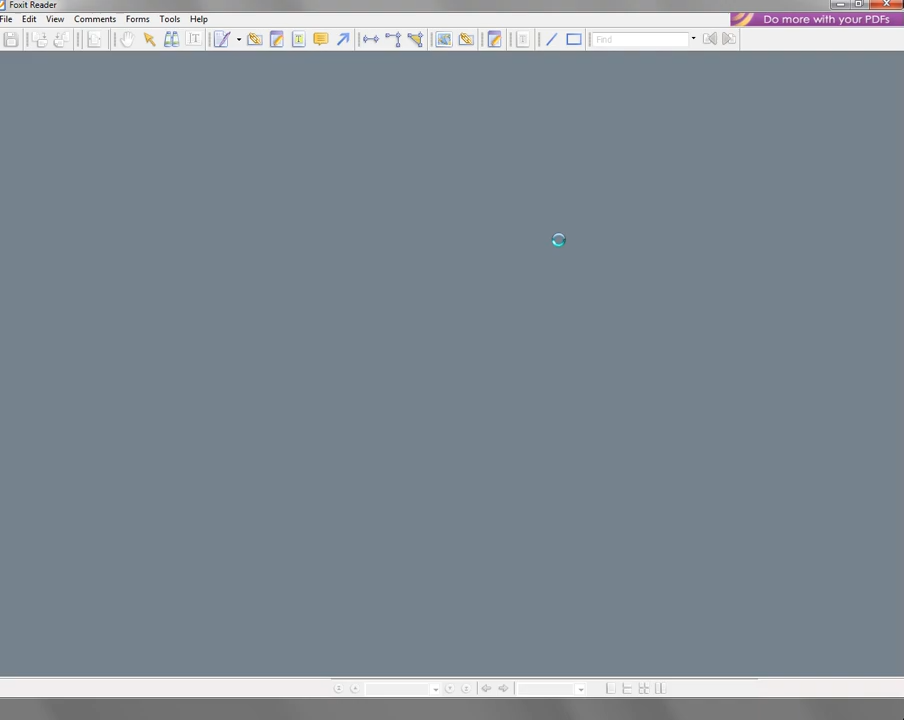 Foxit Reader
File Edit View Comments Forms Tools Help
Do more with your PDFs
Find